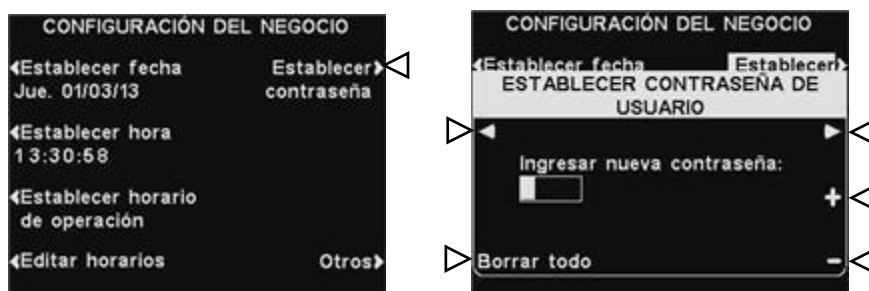 CONFIGURACIÓN DEL NEGOCIO
Establecer fecha
Jue. 01/03/13
Establecer
contraseña
Establecer hora
13:30:58
Establecer horario
de operación
Editar horarios
Otros
CONFIGURACIÓN DEL NEGOCIO
Establecer fecha
Establecer
ESTABLECER CONTRASEÑA DE
USUARIO
Ingresar nueva contraseña:
+
Borrar todo
-